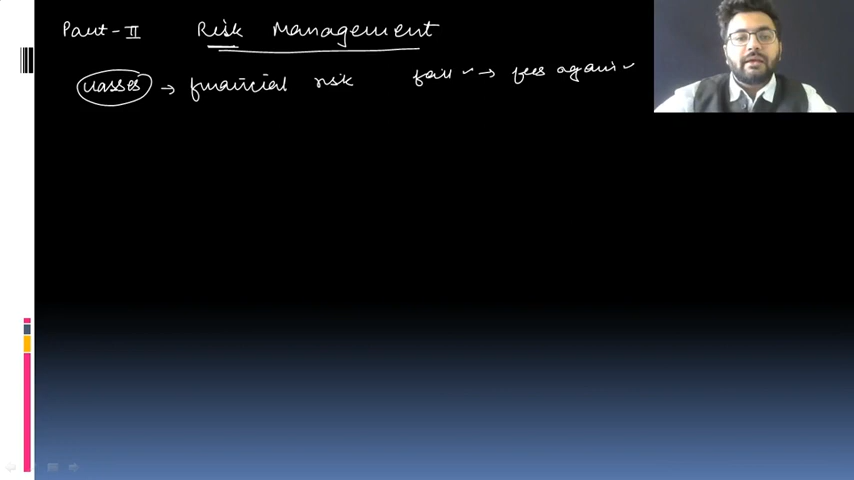 Part-II Risk Management
classes → financial risk fail → fees again